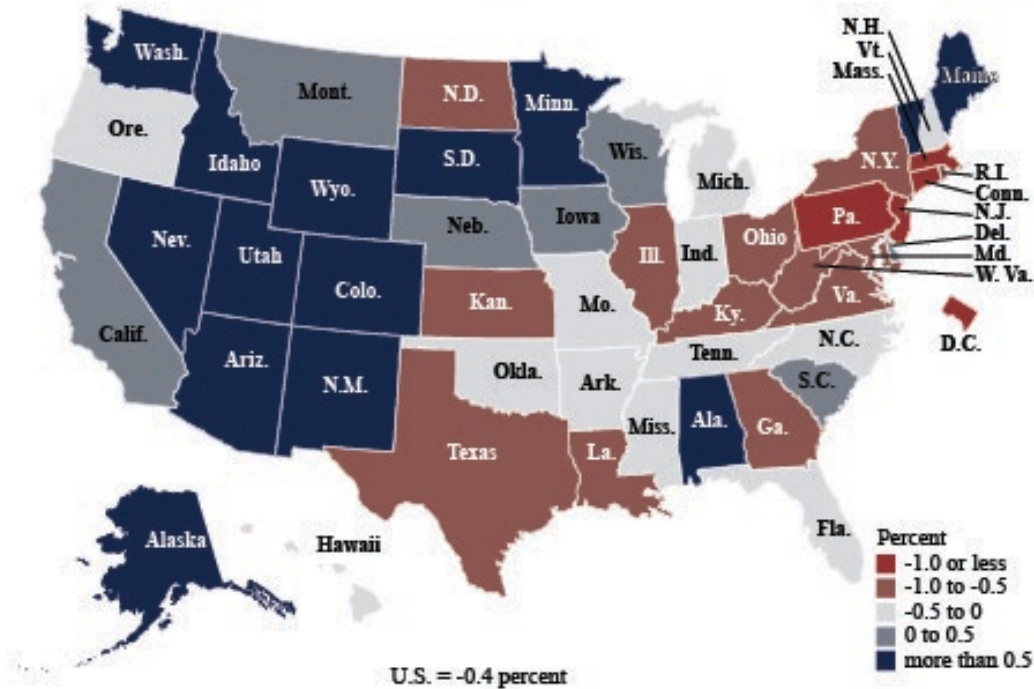 N.H.
Vt.
Mass.
Wash.
Maine
Mont.
N.D.
Minn.
Ore.
Idaho
S.D.
Wis.
N.Y.
R.I.
Conn.
N.J.
Del.
Md.
W. Va.
Wyo.
Mich.
Pa.
Neb.
Iowa
Ohio
Nev.
Utah
Ill.
Ind.
Colo.
Kan.
Mo.
Ky.
Va.
Calif.
D.C.
Ariz.
N.M.
Okla.
Ark.
Tenn.
N.C.
S.C.
Miss.
Ala.
Ga.
Texas
La.
Fla.
Alaska
Hawaii
Percent
-1.0 or less
-1.0 to -0.5
-0.5 to 0
0 to 0.5
more than 0.5
U.S. = -0.4 percent